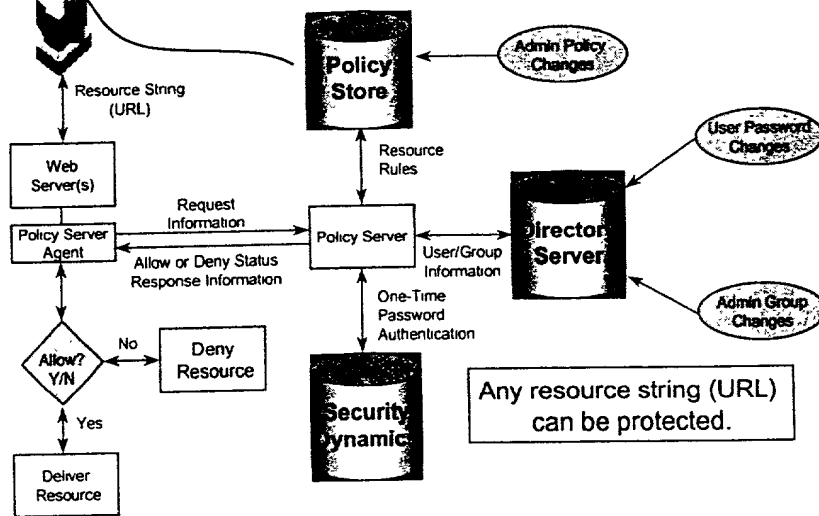 Policy
Store
Admin Policy
Changes
Resource String
(URL)
User Password
Changes
Web
Server(s)
Resource
Rules
Request
Information
Policy Server
Agent
Policy Server
Director
Server
Allow or Deny Status
Response Information
User/Group
Information
One-Time
Password
Authentication
Admin Group
Changes
Allow?
Y/N
No
Deny
Resource
Any resource string (URL)
can be protected.
Security
Dynamic
Yes
Deliver
Resource